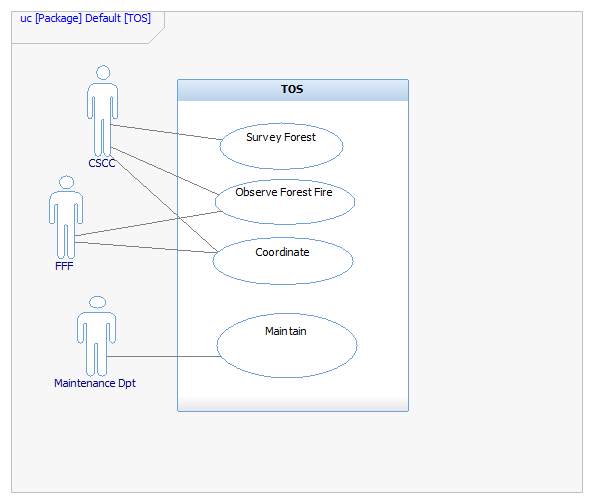 uc [Package] Default [TOS]
TOS
Survey Forest
CSCC
Observe Forest Fire
Coordinate
FFF
Maintain
Maintenance Dpt